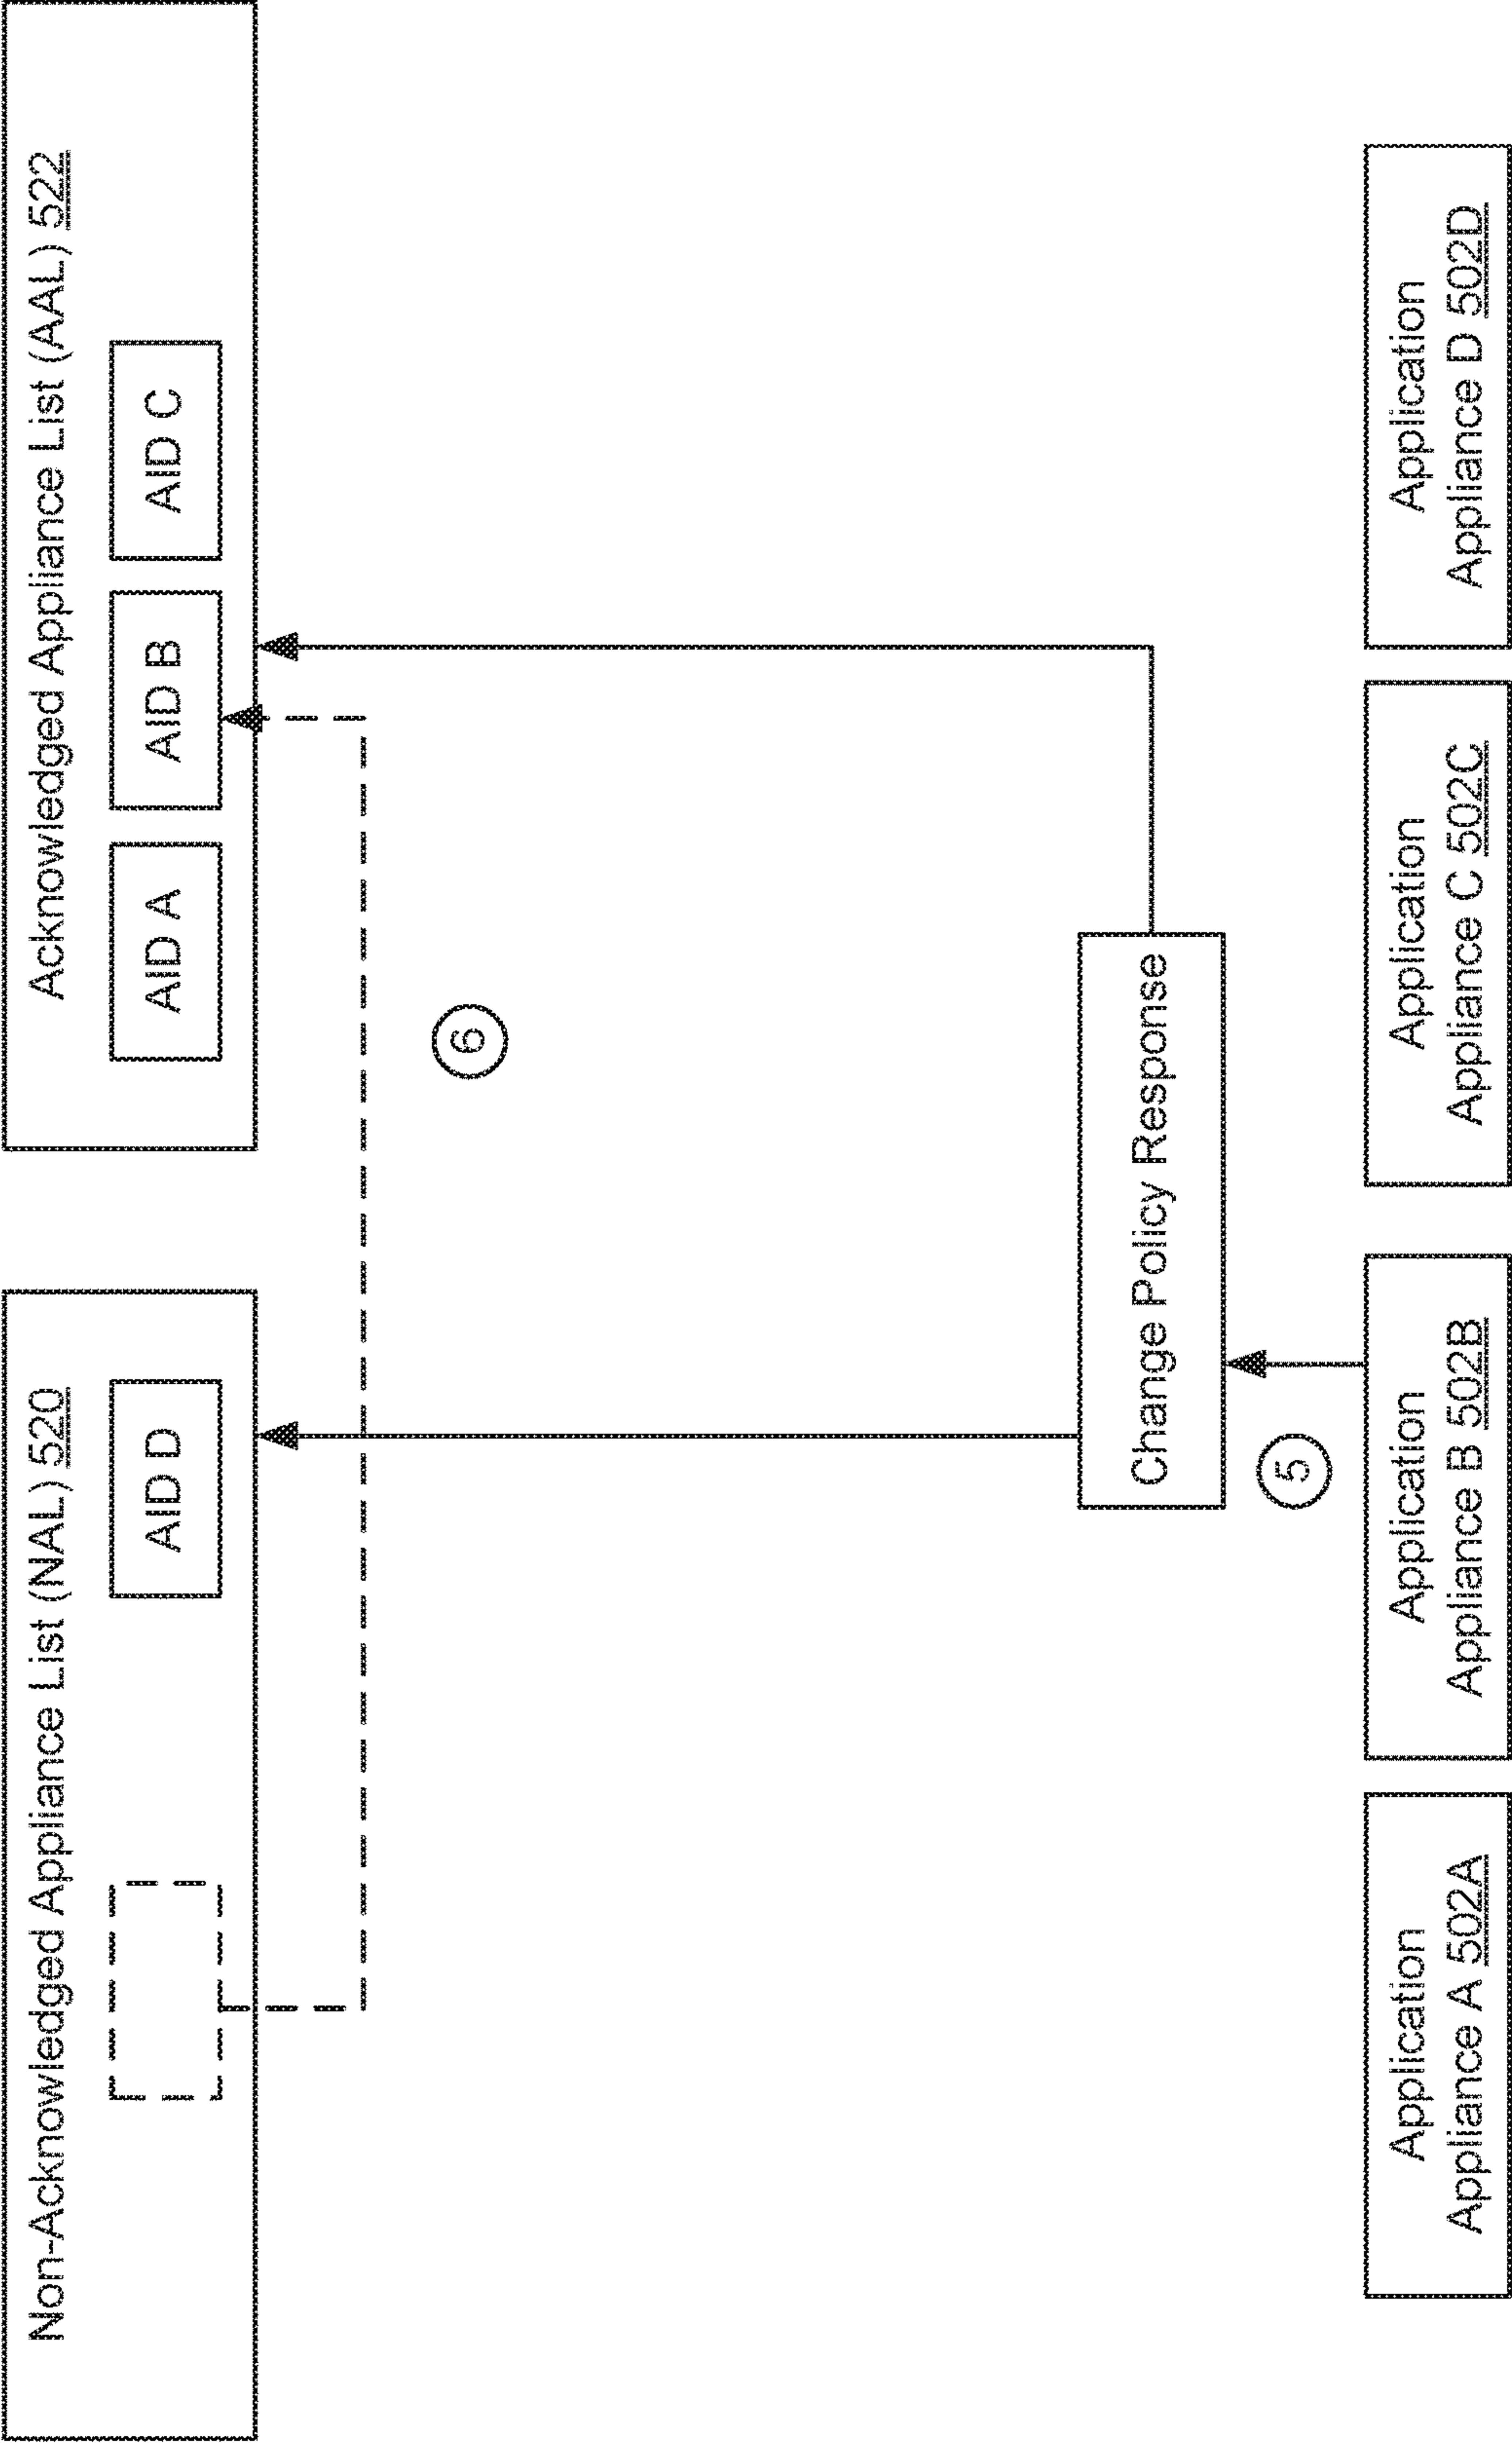 Non-Acknowledged Appliance List (NAL) 520
AID D
Acknowledged Appliance List (AAL) 522
AID A
AID B
AID C
6
Change Policy Response
5
Application
Appliance A 502A
Application
Appliance B 502B
Application
Appliance C 502C
Application
Appliance D 502D